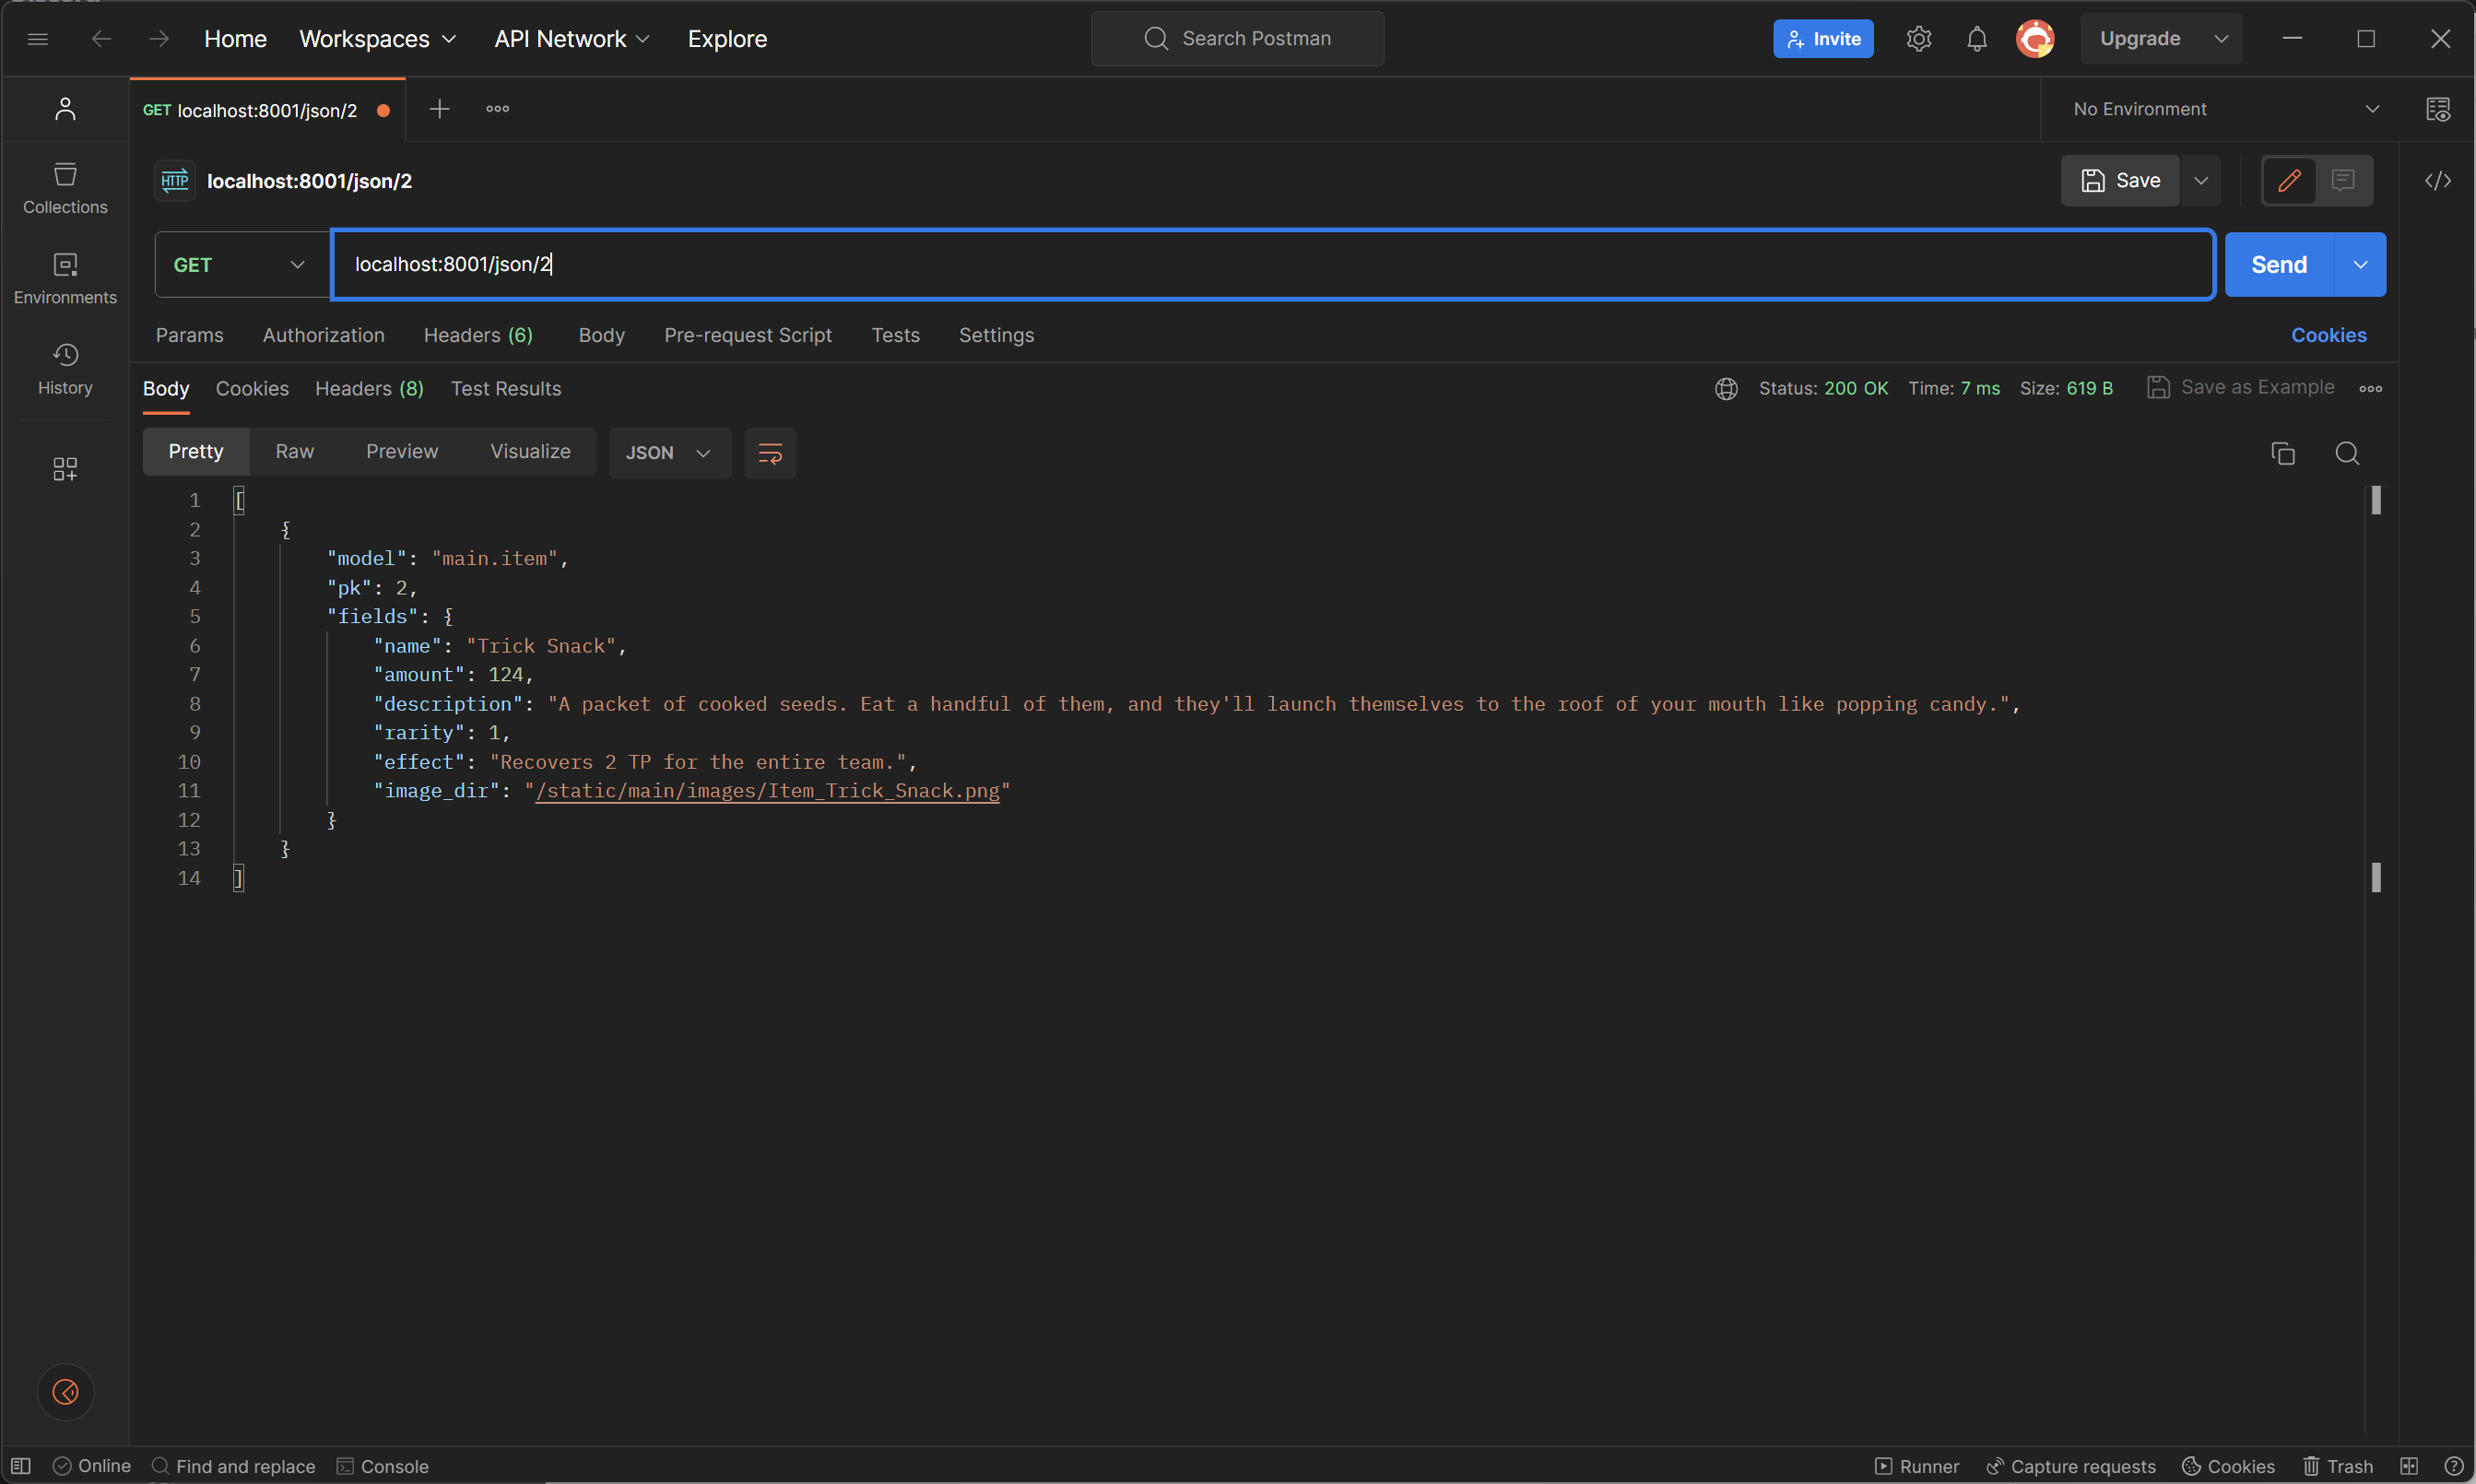 Home Workspaces API Network Explore Search Postman Invite Upgrade
GET localhost:8001/json/2 No Environment
HTTP localhost:8001/json/2 Save
Collections
GET localhost:8001/json/2 Send
Environments
Params Authorization Headers (6) Body Pre-request Script Tests Settings Cookies
History
Body Cookies Headers (8) Test Results Status: 200 OK Time: 7 ms Size: 619 B Save as Example
Pretty Raw Preview Visualize JSON
1 [
2 {
3 "model": "main.item",
4 "pk": 2,
5 "fields": {
6 "name": "Trick Snack",
7 "amount": 124,
8 "description": "A packet of cooked seeds. Eat a handful of them, and they'll launch themselves to the roof of your mouth like popping candy.",
9 "rarity": 1,
10 "effect": "Recovers 2 TP for the entire team.",
11 "image_dir": "/static/main/images/Item_Trick_Snack.png"
12 }
13 }
14 ]
Online Find and replace Console Runner Capture requests Cookies Trash